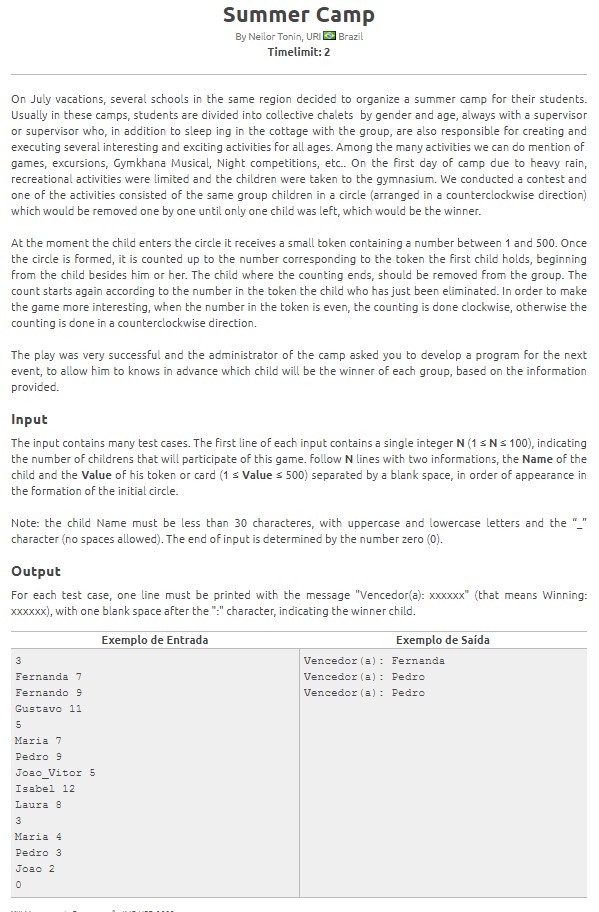 Summer Camp
By Neilor Tonin, URI Brazil
Timelimit: 2
On July vacations, several schools in the same region decided to organize a summer camp for their students.
Usually in these camps, students are divided into collective chalets by gender and age, always with a supervisor
or supervisor who, in addition to sleep ing in the cottage with the group, are also responsible for creating and
executing several interesting and exciting activities for all ages. Among the many activities we can do mention of
games, excursions, Gymkhana Musical, Night competitions, etc.. On the first day of camp due to heavy rain,
recreational activities were limited and the children were taken to the gymnasium. We conducted a contest and
one of the activities consisted of the same group children in a circle (arranged in a counterclockwise direction)
which would be removed one by one until only one child was left, which would be the winner.
At the moment the child enters the circle it receives a small token containing a number between 1 and 500. Once
the circle is formed, it is counted up to the number corresponding to the token the first child holds, beginning
from the child besides him or her. The child where the counting ends, should be removed from the group. The
count starts again according to the number in the token the child who has just been eliminated. In order to make
the game more interesting, when the number in the token is even, the counting is done clockwise, otherwise the
counting is done in a counterclockwise direction.
The play was very successful and the administrator of the camp asked you to develop a program for the next
event, to allow him to knows in advance which child will be the winner of each group, based on the information
provided.
Input
The input contains many test cases. The first line of each input contains a single integer N (1 ≤ N ≤ 100), indicating
the number of childrens that will participate of this game. follow N lines with two informations, the Name of the
child and the Value of his token or card (1 ≤ Value ≤ 500) separated by a blank space, in order of appearance in
the formation of the initial circle.
Note: the child Name must be less than 30 characteres, with uppercase and lowercase letters and the "_"
character (no spaces allowed). The end of input is determined by the number zero (0).
Output
For each test case, one line must be printed with the message "Vencedor(a): xxxxxx" (that means Winning:
xxxxxx), with one blank space after the ":" character, indicating the winner child.
Exemplo de Entrada Exemplo de Saída
3 Vencedor(a): Fernanda
Fernanda 7 Vencedor(a): Pedro
Fernando 9 Vencedor(a): Pedro
Gustavo 11
5
Maria 7
Pedro 9
Joao_Vitor 5
Isabel 12
Laura 8
3
Maria 4
Pedro 3
Joao 2
0